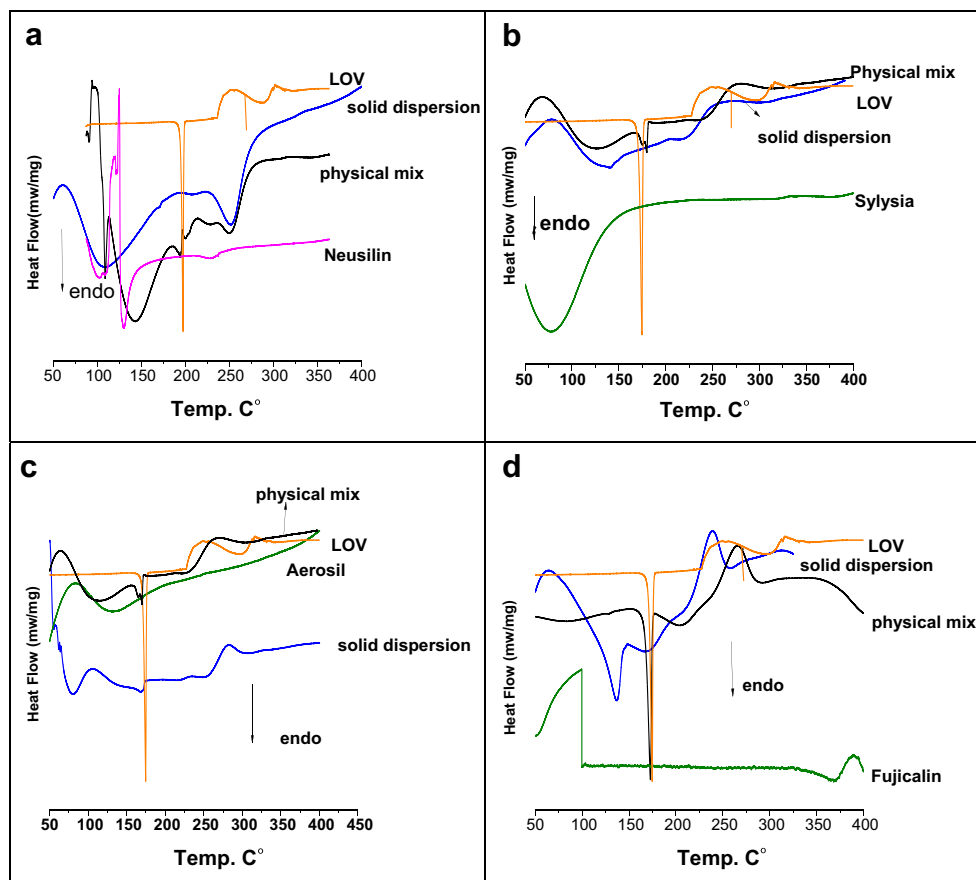 a
LOV
solid dispersion
physical mix
Neusilin
endo
Heat Flow(mw/mg)
50 100 150 200 250 300 350 400
Temp. C°
b
Physical mix
LOV
solid dispersion
Sylysia
endo
Heat Flow (mw/mg)
50 100 150 200 250 300 350 400
Temp. C°
c
physical mix
LOV
Aerosil
solid dispersion
endo
Heat Flow (mw/mg)
50 100 150 200 250 300 350 400 450
Temp. C°
d
LOV
solid dispersion
physical mix
endo
Fujicalin
Heat Flow (mw/mg)
50 100 150 200 250 300 350 400
Temp. C°